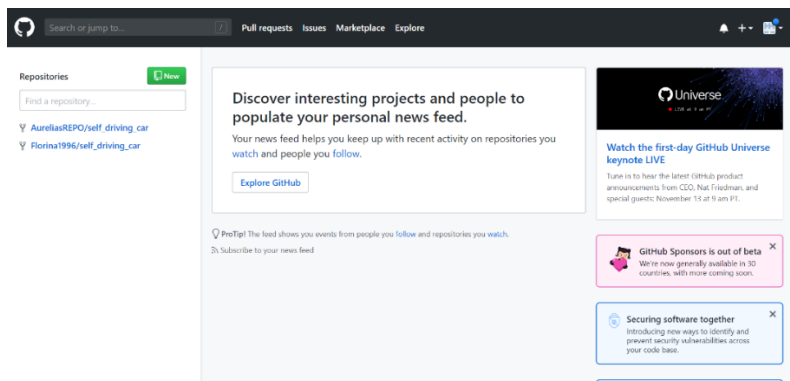 Search or jump to...
/
Pull requests Issues Marketplace Explore
Repositories
New
Find a repository...
AureliasREPO/self_driving_car
Florina1996/self_driving_car
Discover interesting projects and people to
populate your personal news feed.
Your news feed helps you keep up with recent activity on repositories you
watch and people you follow.
Explore GitHub
ProTip! The feed shows you events from people you follow and repositories you watch.
Subscribe to your news feed
Universe
Watch the first-day GitHub Universe
keynote LIVE
Tune in to hear the latest GitHub product
announcements from CEO, Nat Friedman, and
special guests: November 13 at 9 am PT.
GitHub Sponsors is out of beta
We're now generally available in 30
countries, with more coming soon.
Securing software together
Introducing new ways to identify and
prevent security vulnerabilities across
your code base.